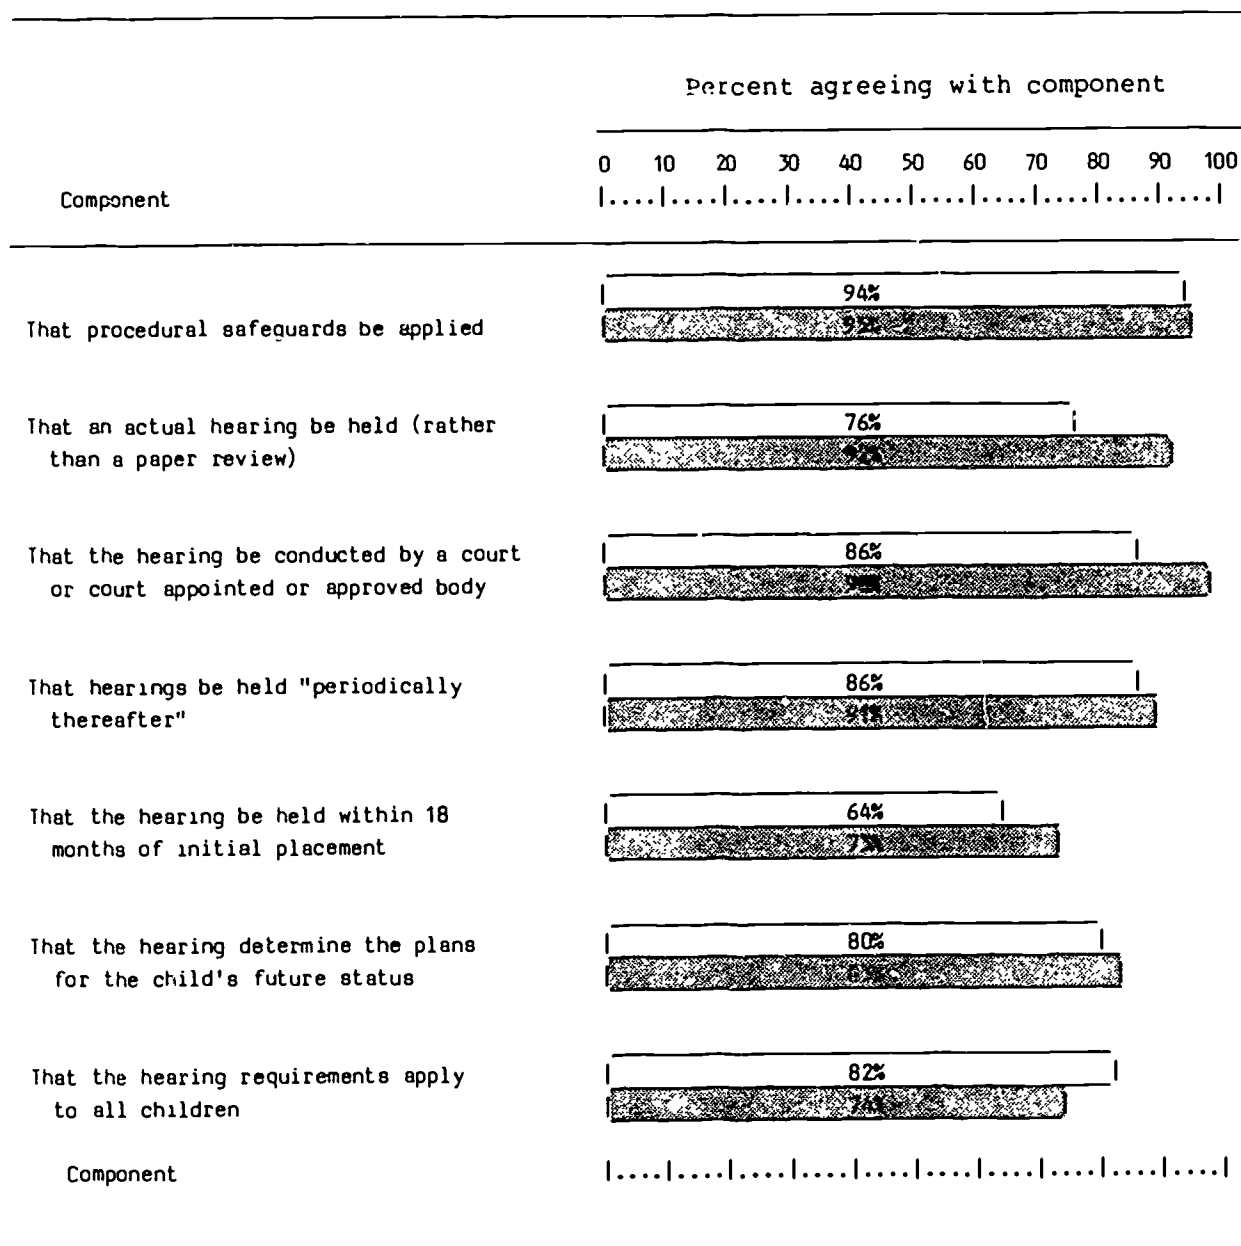 Percent agreeing with component
0 10 20 30 40 50 60 70 80 90 100
Component
94%
That procedural safeguards be applied
95%
That an actual hearing be held (rather
76%
than a paper review)
92%
That the hearing be conducted by a court
86%
or court appointed or approved body
That hearings be held "periodically
86%
thereafter"
91%
That the hearing be held within 18
64%
months of initial placement
That the hearing determine the plans
80%
for the child's future status
That the hearing requirements apply
82%
to all children
74%
Component